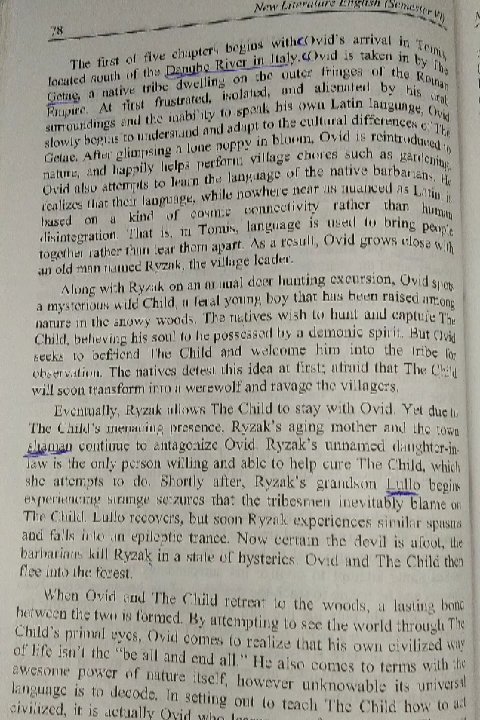 78
New Literature English (Semester VI)
The first of five chapters begins with Ovid's arrival in Tomis,
located south of the Danube River in Italy. Ovid is taken in by The
Getae, a native tribe dwelling on the outer fringes of the Roman
Empire. At first frustrated, isolated, and alienated by his
surroundings and the inability to speak his own Latin language, Ovid
slowly begins to understand and adapt to the cultural differences of The
Getae. After glimpsing a lone poppy in bloom, Ovid is reintroduced to
nature, and happily helps perform village chores such as gardening.
Ovid also attempts to learn the language of the native barbarians. He
realizes that their language, while nowhere near as nuanced as Latin, is
based on a kind of cosmic connectivity rather than human
disintegration. That is, in Tomis, language is used to bring people
together rather than tear them apart. As a result, Ovid grows close with
an old man named Ryzak, the village leader.
Along with Ryzak on an annual deer hunting excursion, Ovid spots
a mysterious wild Child, a feral young boy that has been raised among
nature in the snowy woods. The natives wish to hunt and capture The
Child, believing his soul to be possessed by a demonic spirit. But Ovid
seeks to befriend The Child and welcome him into the tribe for
observation. The natives detest this idea at first; afraid that The Child
will soon transform into a werewolf and ravage the villagers.
Eventually, Ryzak allows The Child to stay with Ovid. Yet due to
The Child's menacing presence. Ryzak's aging mother and the town
shaman continue to antagonize Ovid. Ryzak's unnamed daughter-in-
law is the only person willing and able to help cure The Child, which
she attempts to do. Shortly after, Ryzak's grandson Lullo begins
experiencing strange seizures that the tribesmen inevitably blame on
The Child. Lullo recovers, but soon Ryzak experiences similar spasms
and falls into an epileptic trance. Now certain the devil is afoot, the
barbarians kill Ryzak in a state of hysterics. Ovid and The Child then
flee into the forest.
When Ovid and The Child retreat to the woods, a lasting bond
between the two is formed. By attempting to see the world through The
Child's primal eyes, Ovid comes to realize that his own civilized way
of life isn't the "be all and end all." He also comes to terms with the
awesome power of nature itself, however unknowable its universal
language is to decode. In setting out to teach The Child how to act
civilized, it is actually Ovid who